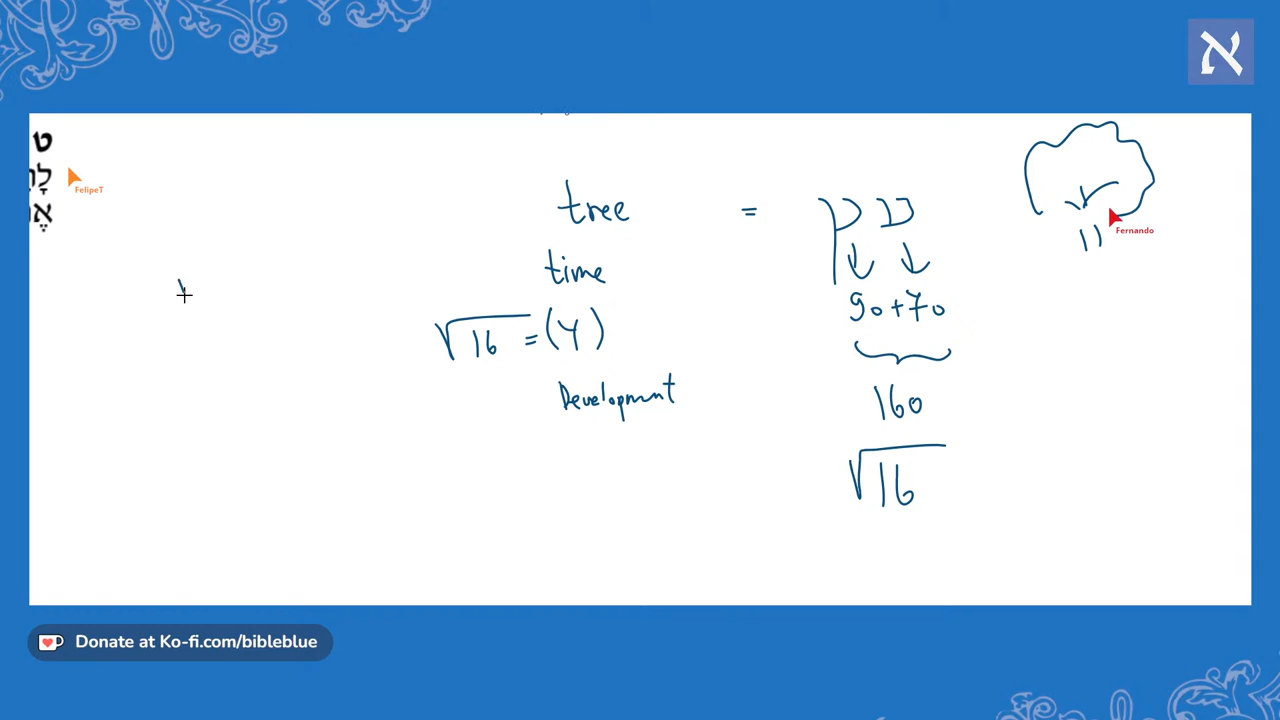 א
ט
FelipeT
Fernando
tree = עץ
time
90+70
√16 = (4)
Development
160
√16
Donate at Ko-fi.com/bibleblue